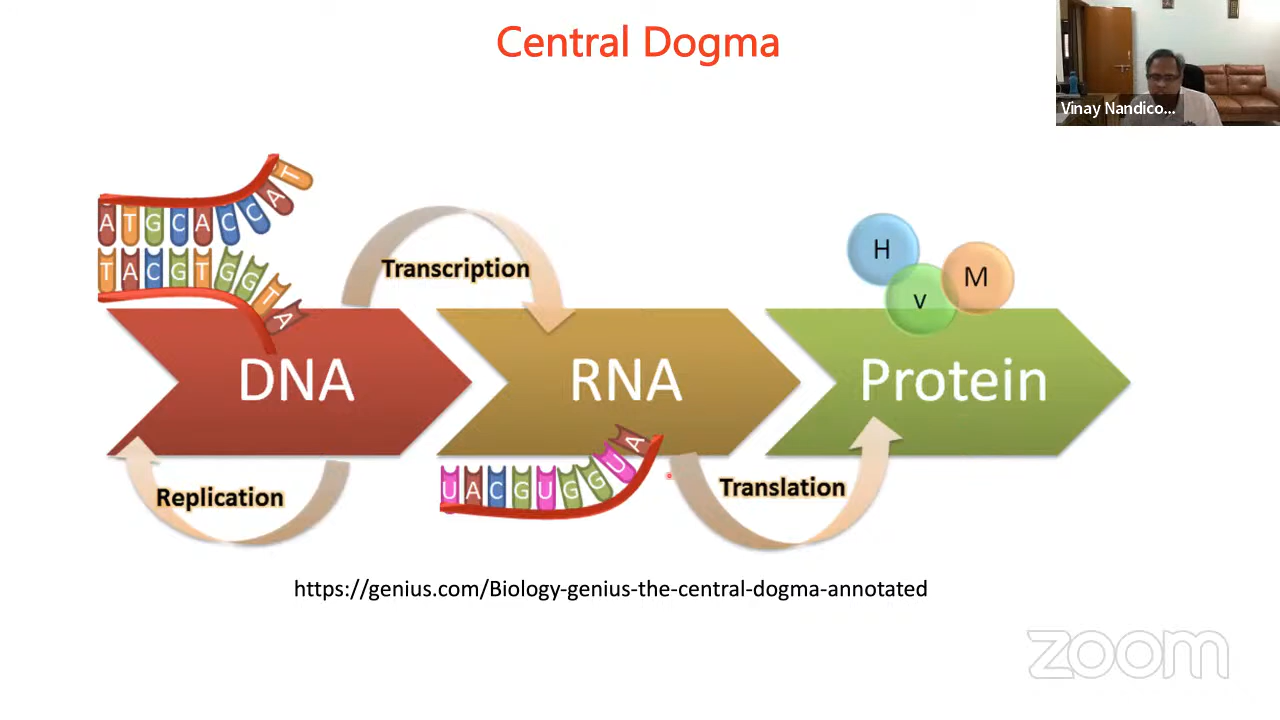 Central Dogma
Vinay Nandico...
ATGCACCAT
TACGTGGTA
Transcription
H
V
M
DNA
RNA
Protein
Replication
UACGUGGUA
Translation
https://genius.com/Biology-genius-the-central-dogma-annotated
zoom